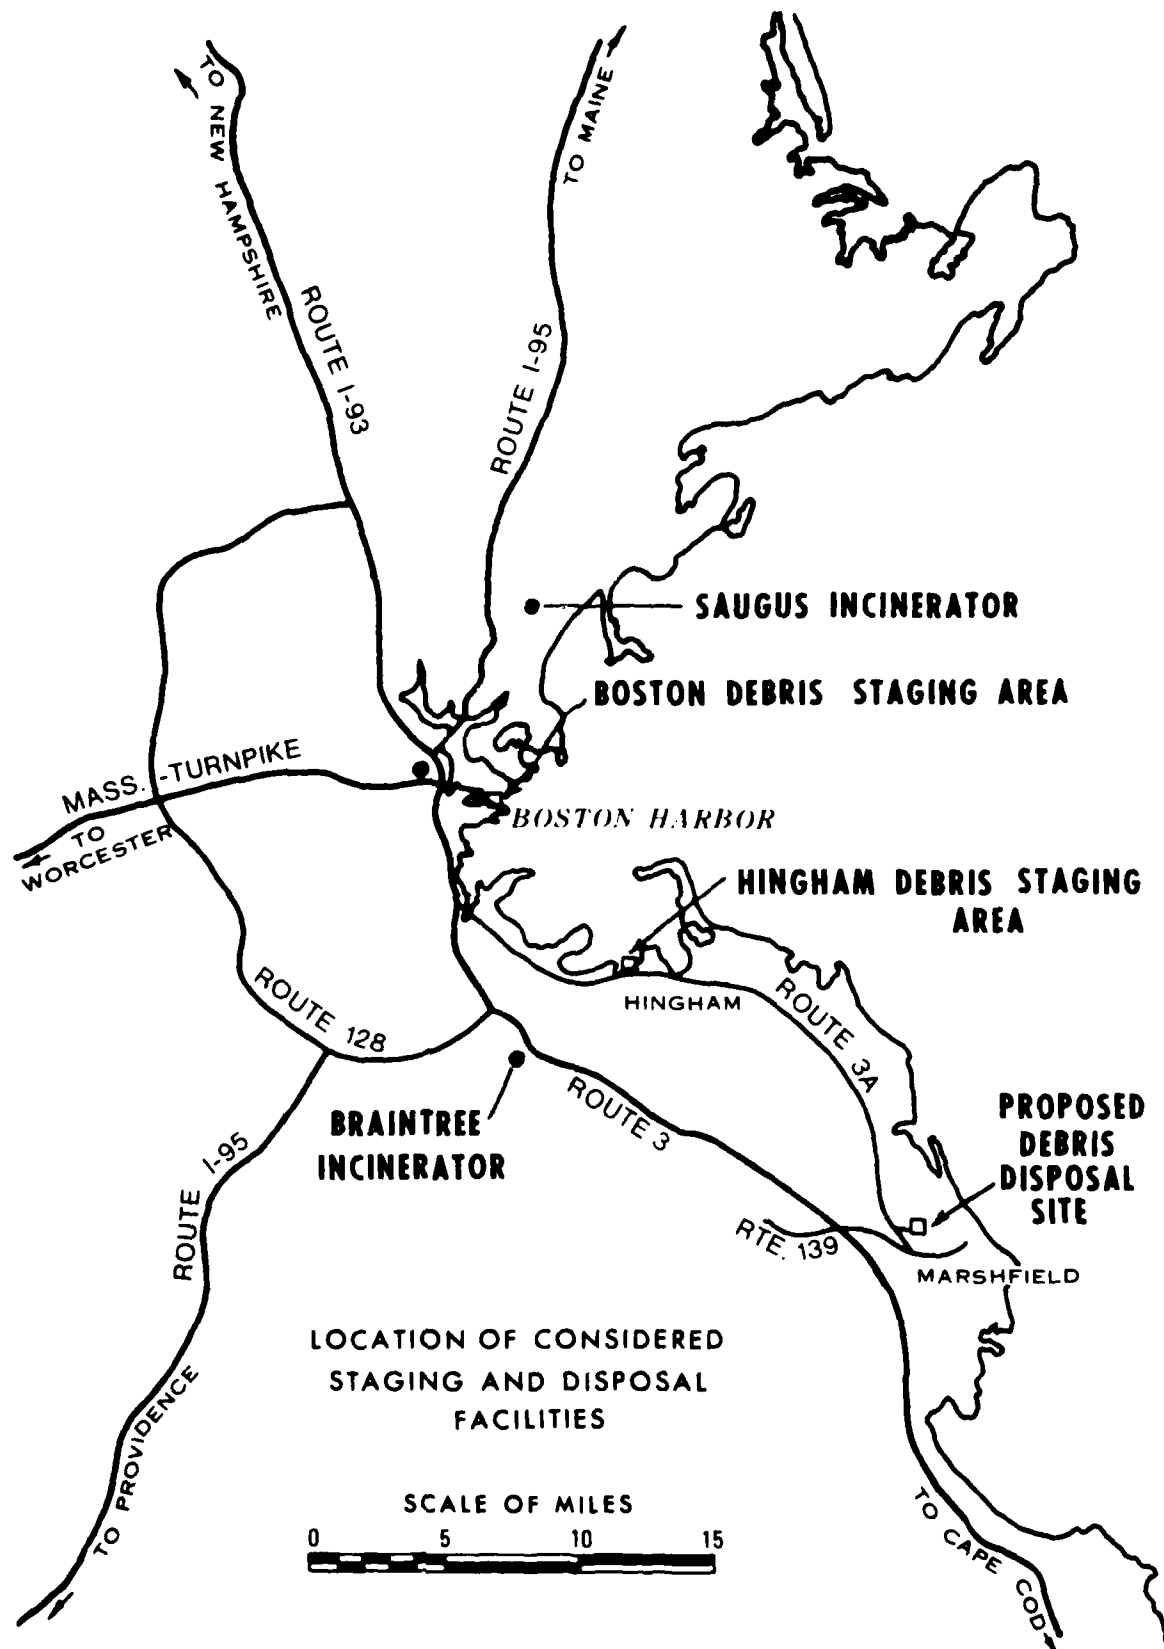 TO NEW HAMPSHIRE
TO MAINE
ROUTE I-93
ROUTE I-95
SAUGUS INCINERATOR
BOSTON DEBRIS STAGING AREA
MASS. -TURNPIKE
TO
WORCESTER
BOSTON HARBOR
HINGHAM DEBRIS STAGING
AREA
HINGHAM
ROUTE 128
ROUTE 3A
BRAINTREE
INCINERATOR
ROUTE 3
PROPOSED
DEBRIS
DISPOSAL
SITE
ROUTE I-95
RTE. 139
MARSHFIELD
TO PROVIDENCE
LOCATION OF CONSIDERED
STAGING AND DISPOSAL
FACILITIES
SCALE OF MILES
0 5 10 15
TO CAPE COD